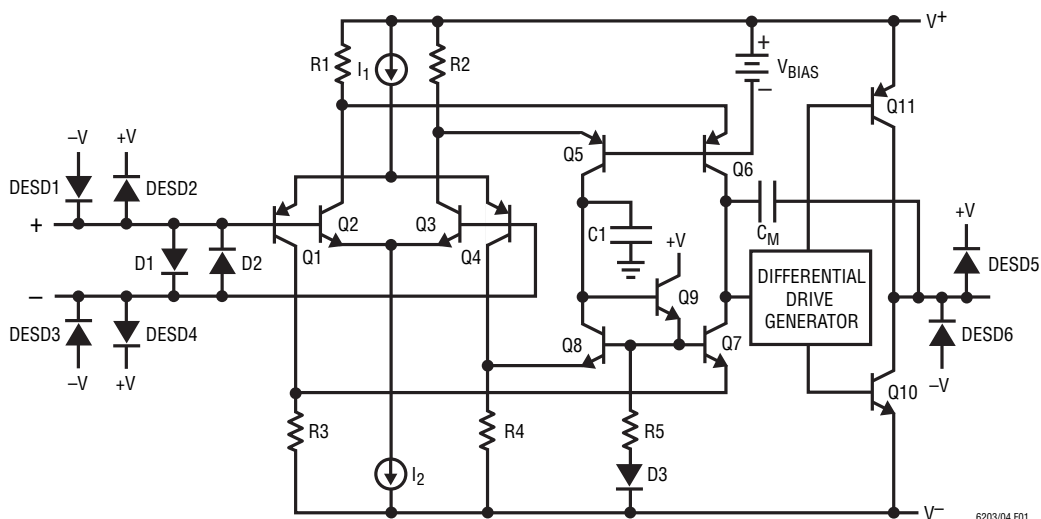 V+
R1
I1
R2
+
VBIAS
–
Q11
–V
+V
Q5
Q6
DESD1
DESD2
+
Q2
Q3
C1
+V
CM
+V
D1
D2
Q1
Q4
DESD5
–
Q9
DIFFERENTIAL
DRIVE
GENERATOR
DESD3
DESD4
Q8
Q7
DESD6
–V
+V
–V
Q10
R3
R4
R5
I2
D3
V–
6203/04 F01